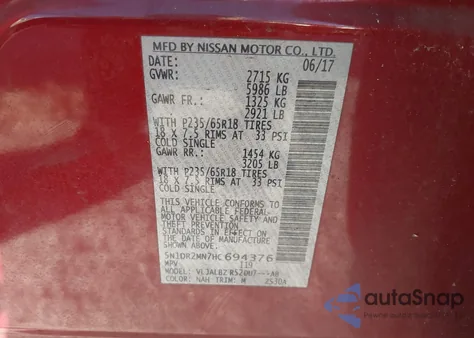 MFD BY NISSAN MOTOR CO., LTD.
DATE: 06/17
GVWR: 2715 KG
5986 LB
GAWR FR: 1325 KG
2921 LB
WITH P235/65R18 TIRES
18 X 7.5 RIMS AT 33 PSI
COLD SINGLE
GAWR RR: 1454 KG
3205 LB
WITH P235/65R18 TIRES
18 X 7.5 RIMS AT 33 PSI
COLD SINGLE
THIS VEHICLE CONFORMS TO
ALL APPLICABLE FEDERAL
MOTOR VEHICLE SAFETY AND
THEFT PREVENTION STANDARDS
IN EFFECT ON THE DATE OF
MANUFACTURE SHOWN ABOVE.
5N1DR2MN7HC694376
MPV 119
MODEL:
COLOR: NAH TRIM: M 2530A
autoSnap
www.autosnap